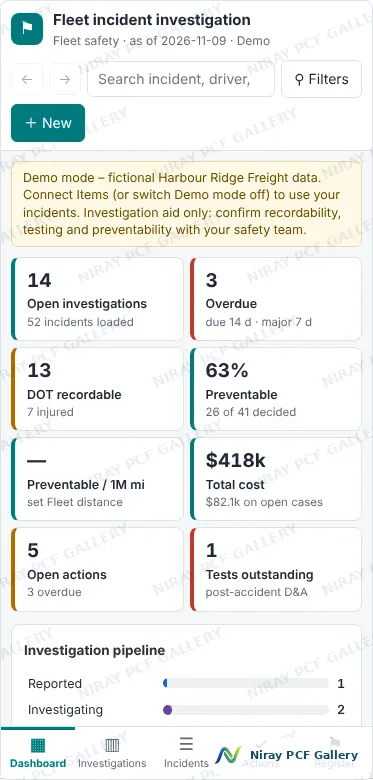 Fleet incident investigation
Fleet safety · as of 2026-11-09 · Demo
Search incident, driver,
Filters
+ New
Demo mode – fictional Harbour Ridge Freight data.
Connect Items (or switch Demo mode off) to use your
incidents. Investigation aid only: confirm recordability,
testing and preventability with your safety team.
14
Open investigations
52 incidents loaded
3
Overdue
due 14 d · major 7 d
13
DOT recordable
7 injured
63%
Preventable
26 of 41 decided
—
Preventable / 1M mi
set Fleet distance
$418k
Total cost
$82.1k on open cases
5
Open actions
3 overdue
1
Tests outstanding
post-accident D&A
Investigation pipeline
Reported 1
Investigating 2
Dashboard
Investigations
Incidents
Actions
Register
Niray PCF Gallery
NIRAY PCF GALLERY